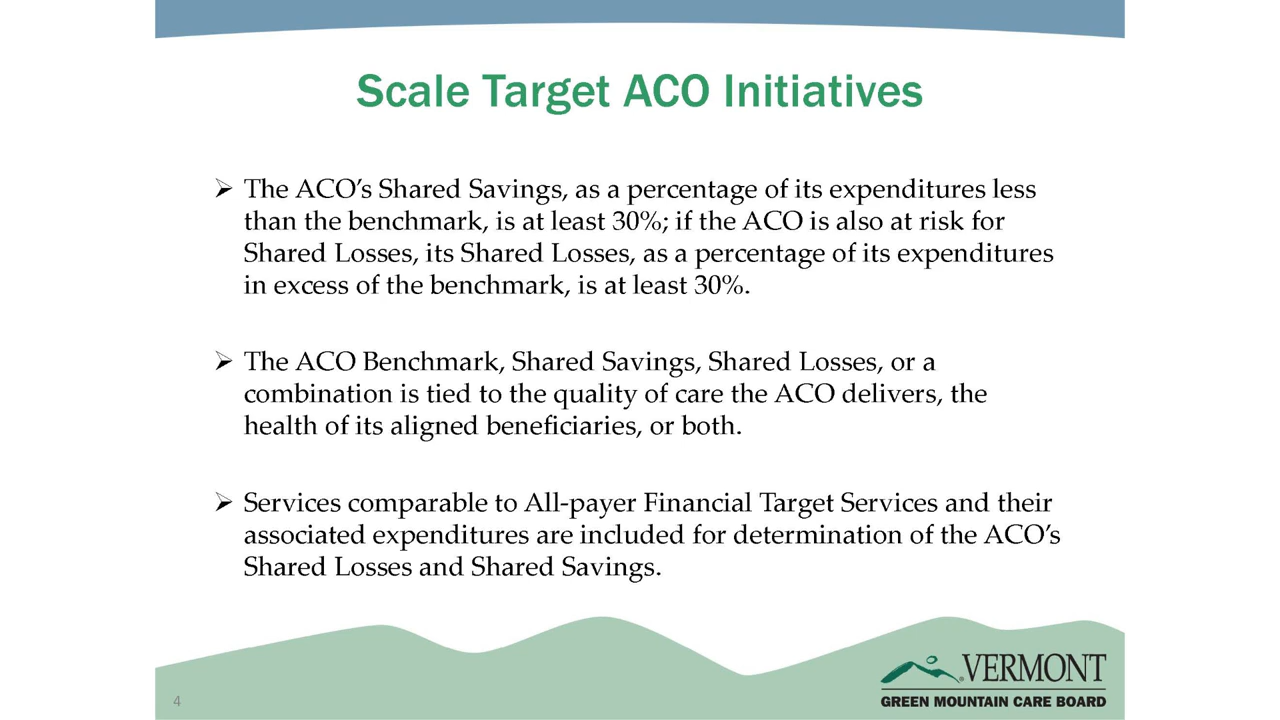 Scale Target ACO Initiatives
➢ The ACO’s Shared Savings, as a percentage of its expenditures less
than the benchmark, is at least 30%; if the ACO is also at risk for
Shared Losses, its Shared Losses, as a percentage of its expenditures
in excess of the benchmark, is at least 30%.
➢ The ACO Benchmark, Shared Savings, Shared Losses, or a
combination is tied to the quality of care the ACO delivers, the
health of its aligned beneficiaries, or both.
➢ Services comparable to All-payer Financial Target Services and their
associated expenditures are included for determination of the ACO’s
Shared Losses and Shared Savings.
4
VERMONT
GREEN MOUNTAIN CARE BOARD